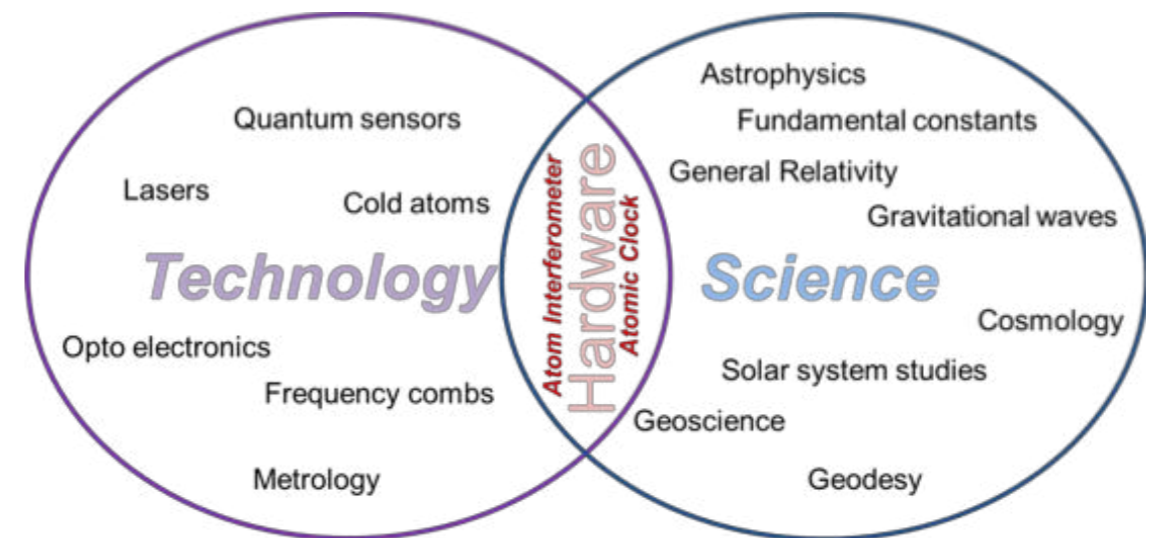 Quantum sensors
Lasers
Cold atoms
Technology
Opto electronics
Frequency combs
Metrology
Atom Interferometer
Hardware
Atomic Clock
Astrophysics
Fundamental constants
General Relativity
Gravitational waves
Science
Cosmology
Solar system studies
Geoscience
Geodesy